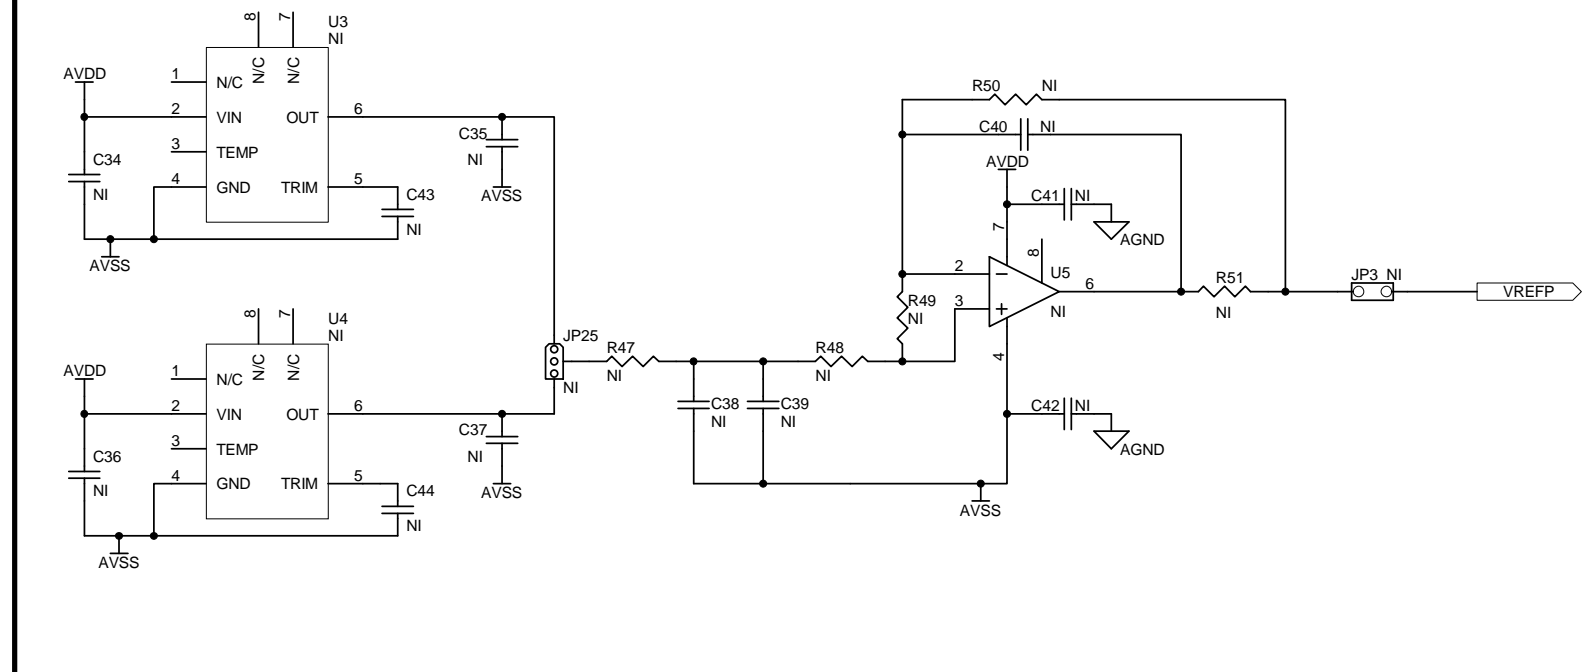 8 7 U3
NI
AVDD
1 N/C N/C N/C
2 VIN OUT 6
3 TEMP
4 GND TRIM 5
C34
NI
C43
NI
AVSS
C35
NI
AVSS
8 7 U4
NI
AVDD
1 N/C N/C N/C
2 VIN OUT 6
3 TEMP
4 GND TRIM 5
C36
NI
C44
NI
AVSS
C37
NI
AVSS
JP25
NI
R47
NI
C38
NI
C39
NI
R48
NI
R49
NI
R50 NI
C40 NI
AVDD
C41 NI
AGND
7
8
2 − U5
3 + 6
NI
4
C42 NI
AGND
AVSS
R51
NI
JP3 NI
VREFP